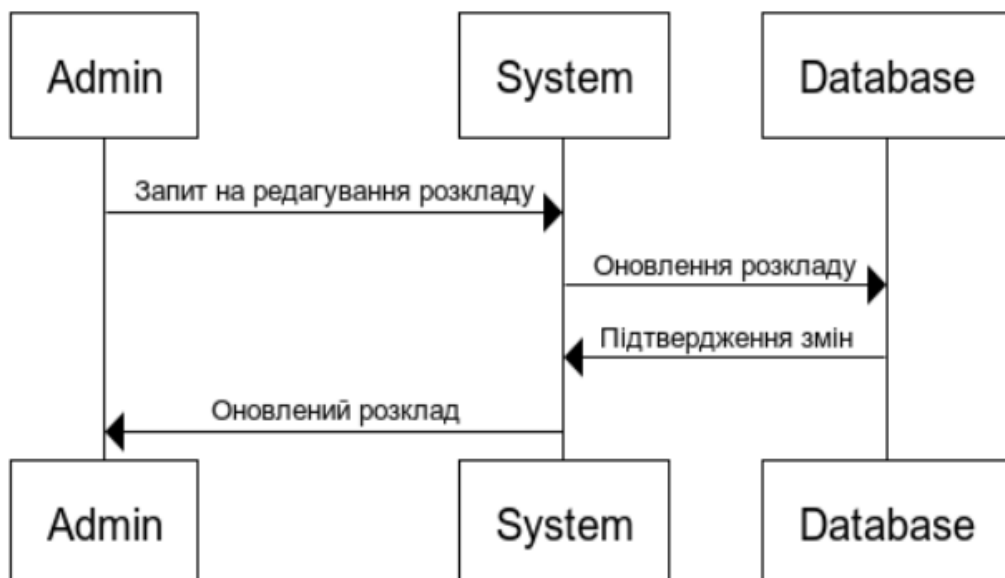 Admin
System
Database
Запит на редагування розкладу
Оновлення розкладу
Підтвердження змін
Оновлений розклад
Admin
System
Database